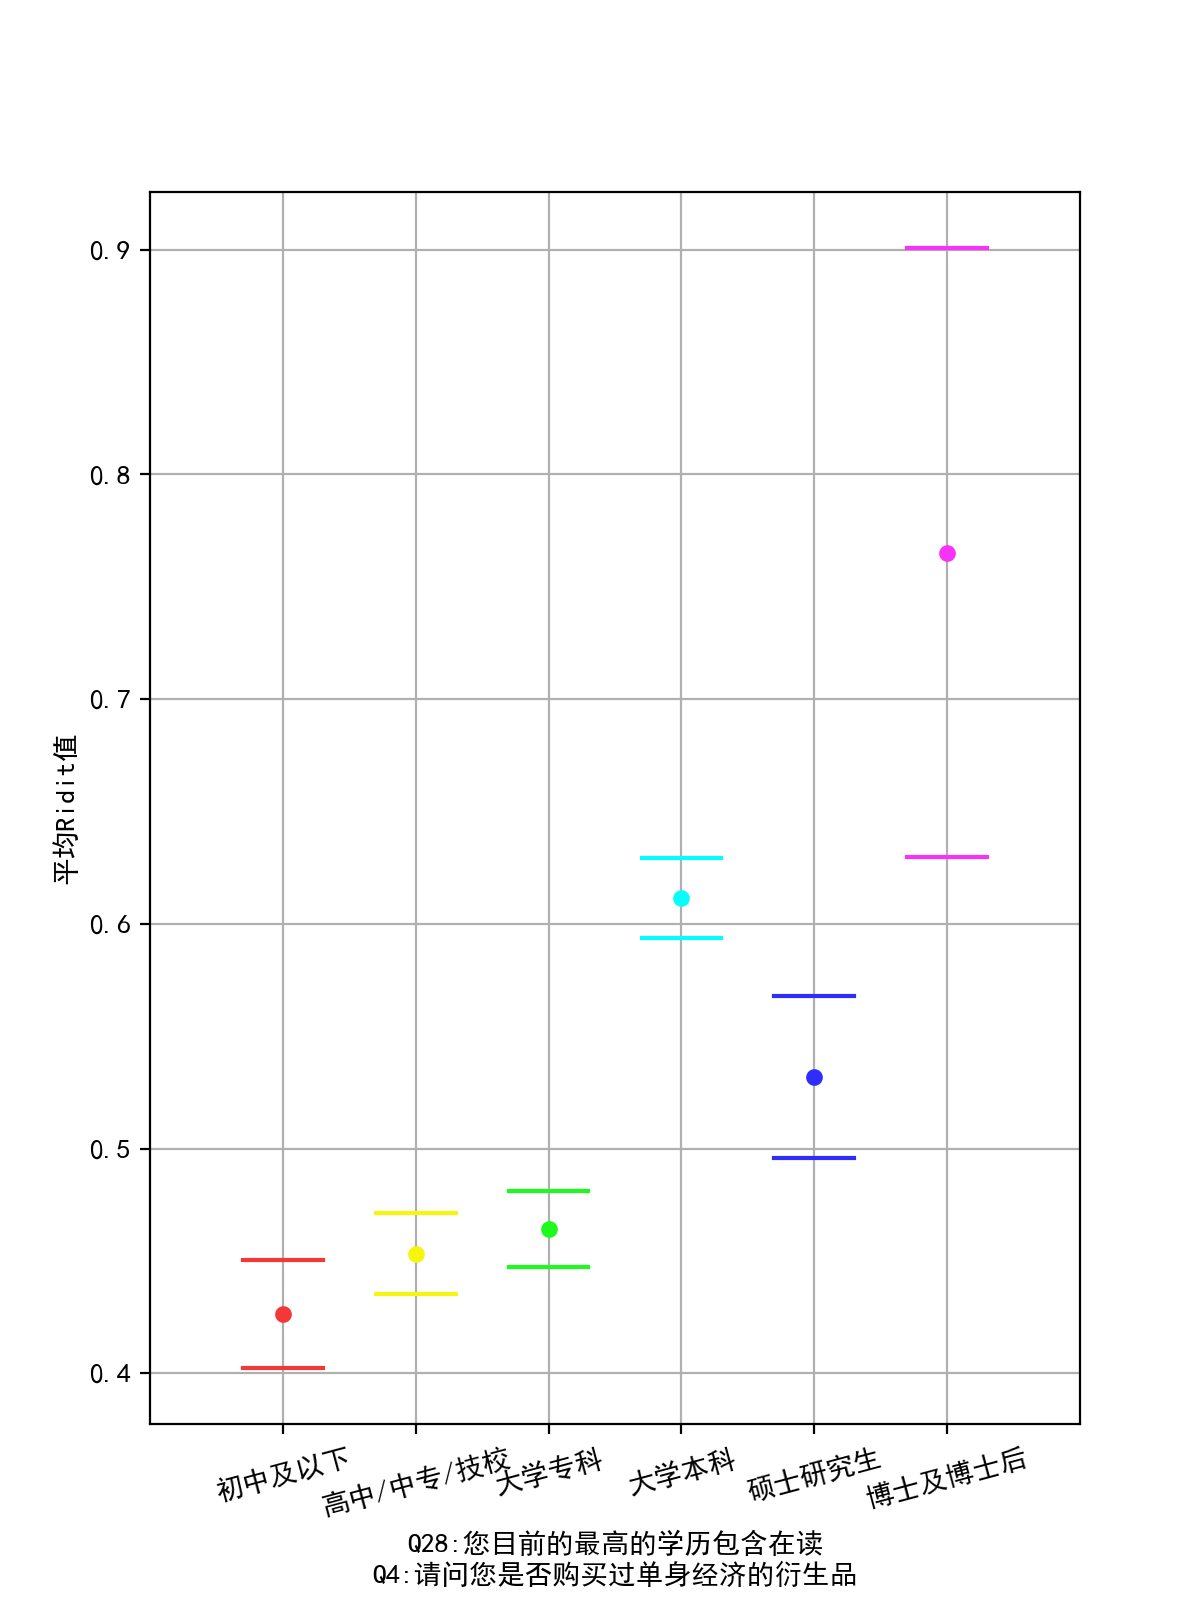 0.9
0.8
0.7
0.6
0.5
0.4
平均Ridit值
初中及以下
高中/中专/技校
大学专科
大学本科
硕士研究生
博士及博士后
Q28:您目前的最高的学历包含在读
Q4:请问您是否购买过单身经济的衍生品